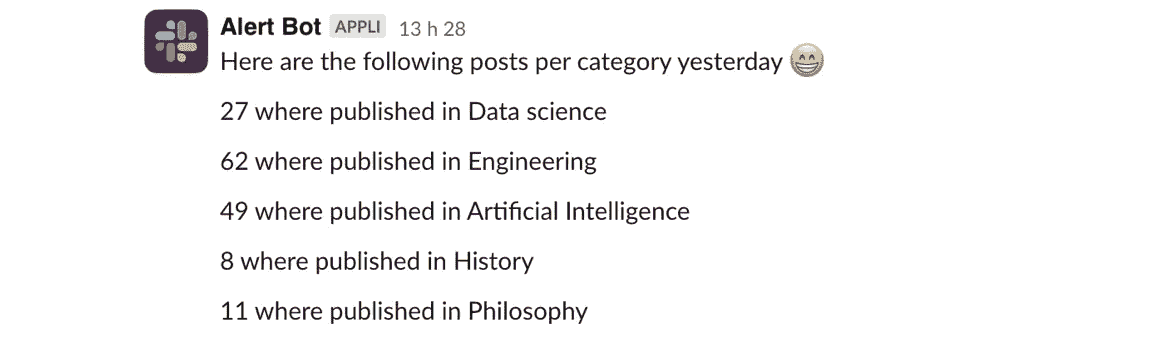 Alert Bot APPLI 13 h 28
Here are the following posts per category yesterday 😁
27 where published in Data science
62 where published in Engineering
49 where published in Artificial Intelligence
8 where published in History
11 where published in Philosophy